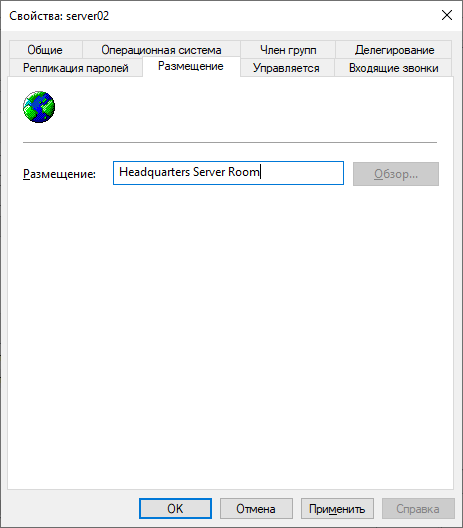 Свойства: server02
Общие Операционная система Член групп Делегирование
Репликация паролей Размещение Управляется Входящие звонки
Размещение: Headquarters Server Room Обзор...
OK Отмена Применить Справка